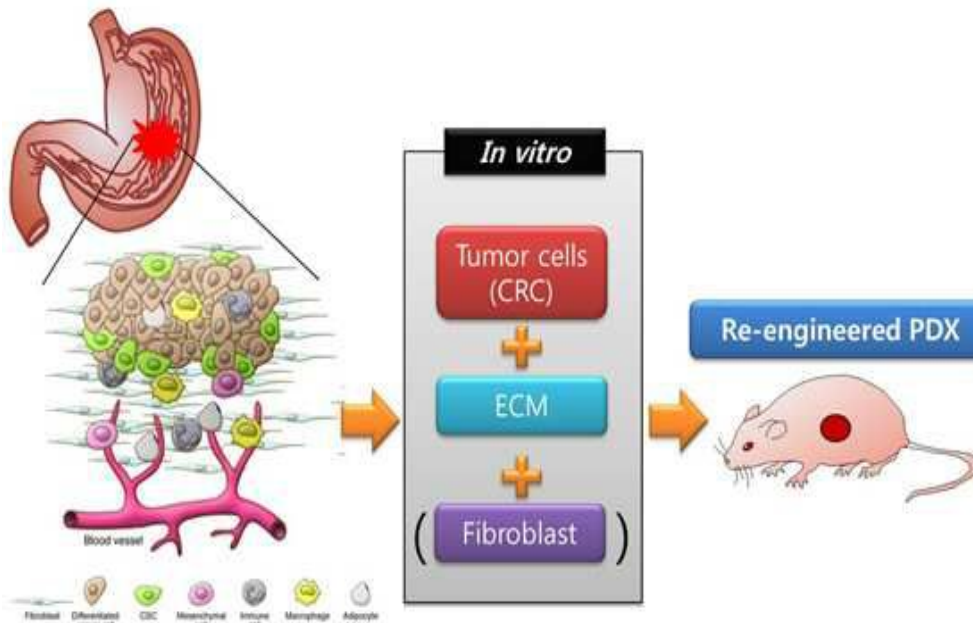 In vitro
Tumor cells
(CRC)
+
ECM
+
( Fibroblast )
Re-engineered PDX
Blood vessel
Fibroblast Differentiated CSC Mesenchymal Immune Macrophage Adipocyte